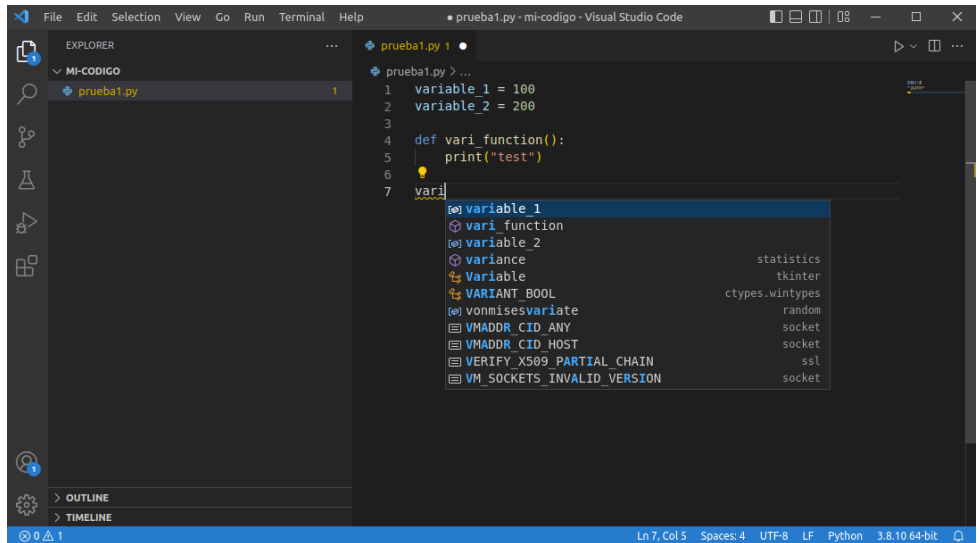 File Edit Selection View Go Run Terminal Help ● prueba1.py - mi-codigo - Visual Studio Code
EXPLORER ...
MI-CODIGO
prueba1.py 1
prueba1.py 1 ●
prueba1.py > ...
1 variable_1 = 100
2 variable_2 = 200
3
4 def vari_function():
5 print("test")
6
7 vari
variable_1
vari_function
variable_2
variance statistics
Variable tkinter
VARIANT_BOOL ctypes.wintypes
vonmisesvariate random
VMADDR_CID_ANY socket
VMADDR_CID_HOST socket
VERIFY_X509_PARTIAL_CHAIN ssl
VM_SOCKETS_INVALID_VERSION socket
1
1
OUTLINE
TIMELINE
0 1 Ln 7, Col 5 Spaces: 4 UTF-8 LF Python 3.8.10 64-bit